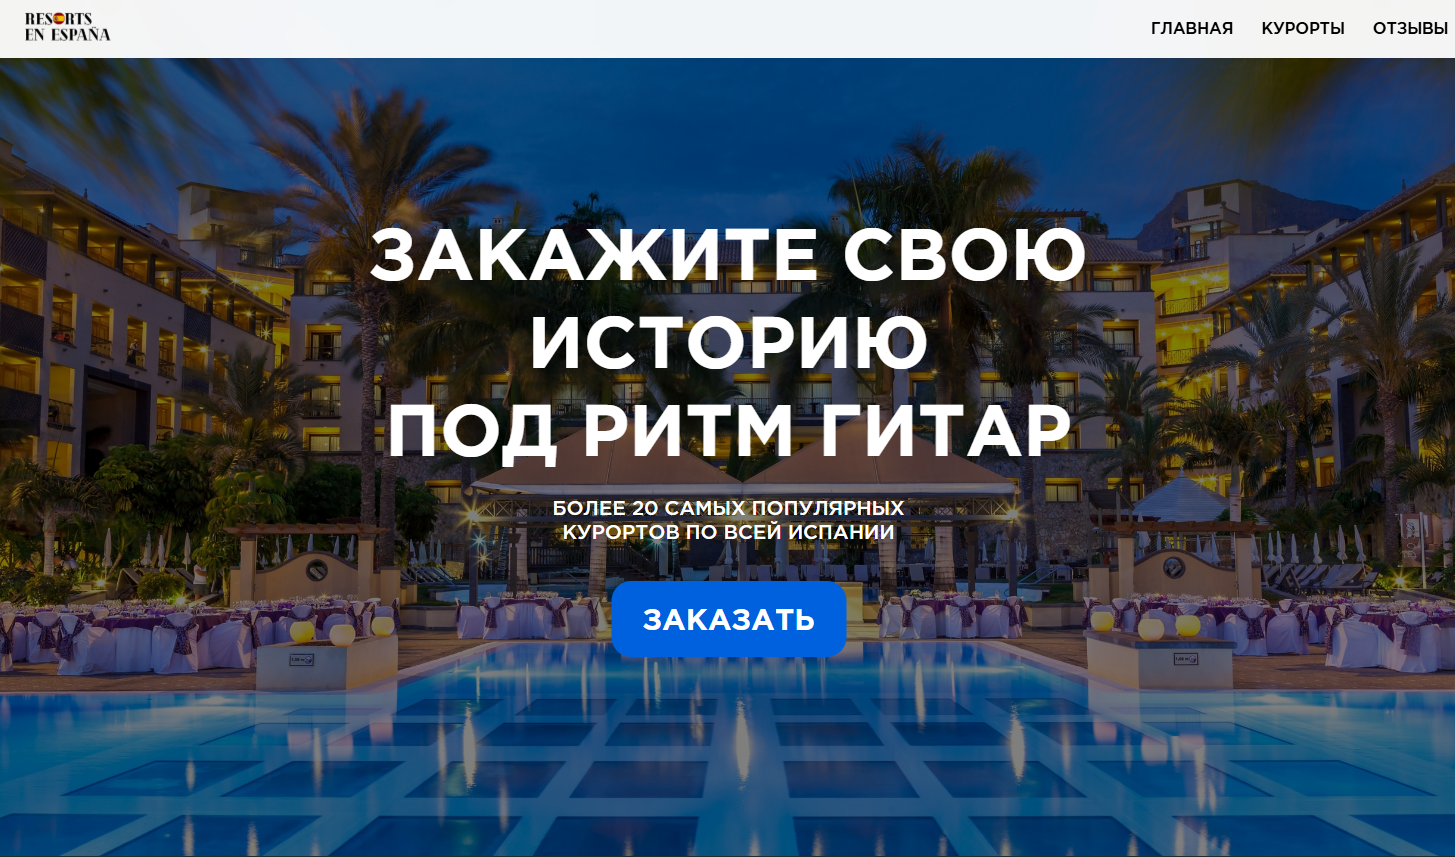 RESORTS
EN ESPAÑA
ГЛАВНАЯ КУРОРТЫ ОТЗЫВЫ
ЗАКАЖИТЕ СВОЮ
ИСТОРИЮ
ПОД РИТМ ГИТАР
БОЛЕЕ 20 САМЫХ ПОПУЛЯРНЫХ
КУРОРТОВ ПО ВСЕЙ ИСПАНИИ
ЗАКАЗАТЬ